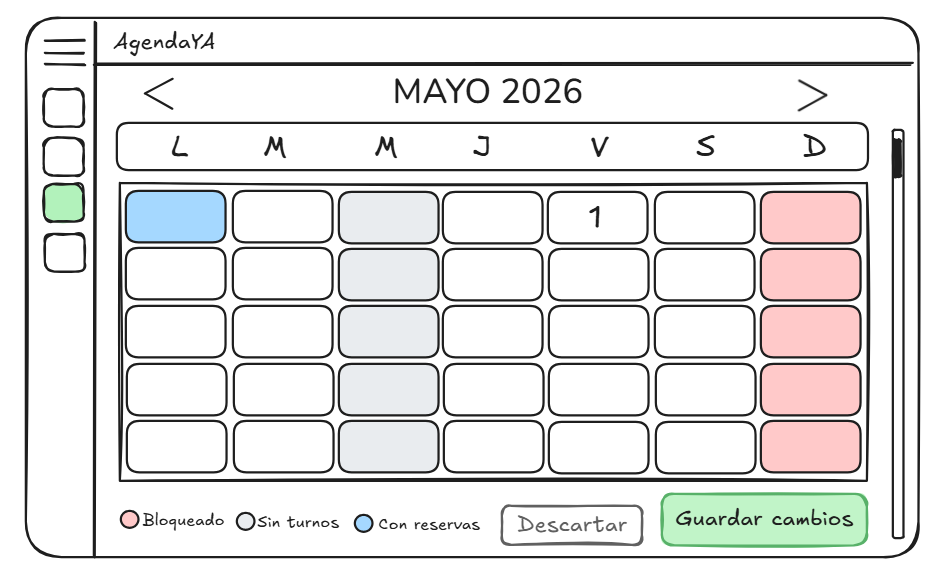 AgendaYA
< MAYO 2026 >
L M M J V S D
1
Bloqueado Sin turnos Con reservas Descartar Guardar cambios